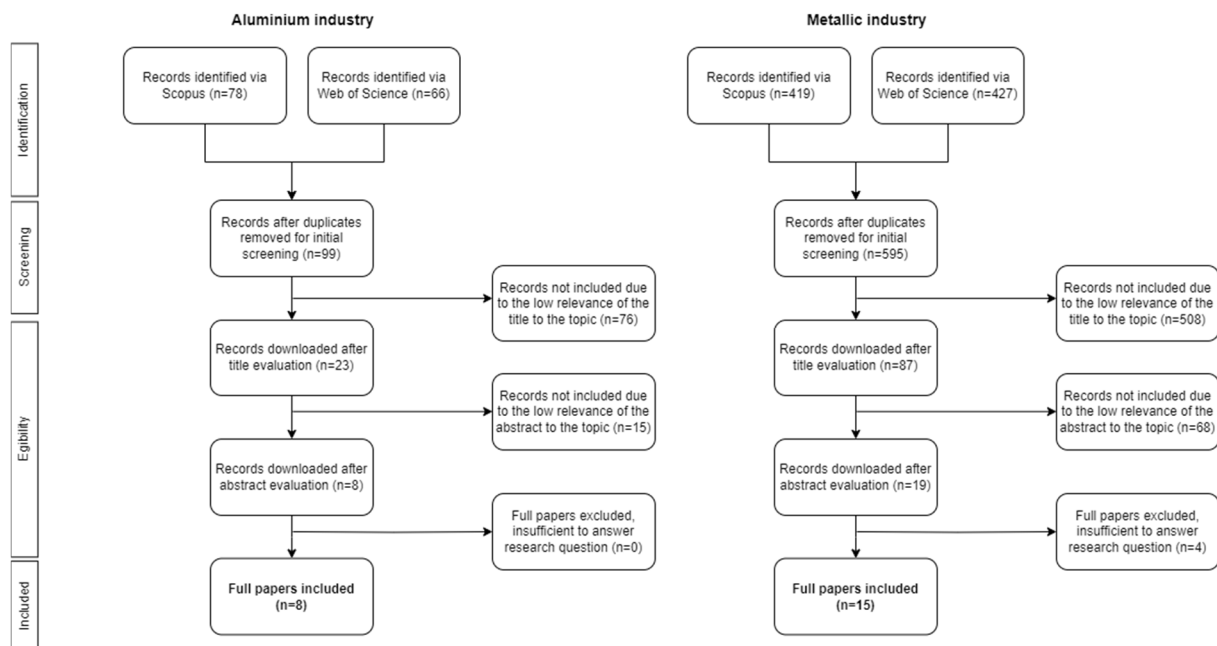 Aluminium industry
Metallic industry
Identification
Records identified via
Scopus (n=78)
Records identified via
Web of Science (n=66)
Records identified via
Scopus (n=419)
Records identified via
Web of Science (n=427)
Screening
Records after duplicates
removed for initial
screening (n=99)
Records after duplicates
removed for initial
screening (n=595)
Records not included due
to the low relevance of the
title to the topic (n=76)
Records not included due
to the low relevance of the
title to the topic (n=508)
Egibility
Records downloaded after
title evaluation (n=23)
Records downloaded after
title evaluation (n=87)
Records not included due
to the low relevance of the
abstract to the topic (n=15)
Records not included due
to the low relevance of the
abstract to the topic (n=68)
Records downloaded after
abstract evaluation (n=8)
Records downloaded after
abstract evaluation (n=19)
Full papers excluded,
insufficient to answer
research question (n=0)
Full papers excluded,
insufficient to answer
research question (n=4)
Included
Full papers included
(n=8)
Full papers included
(n=15)